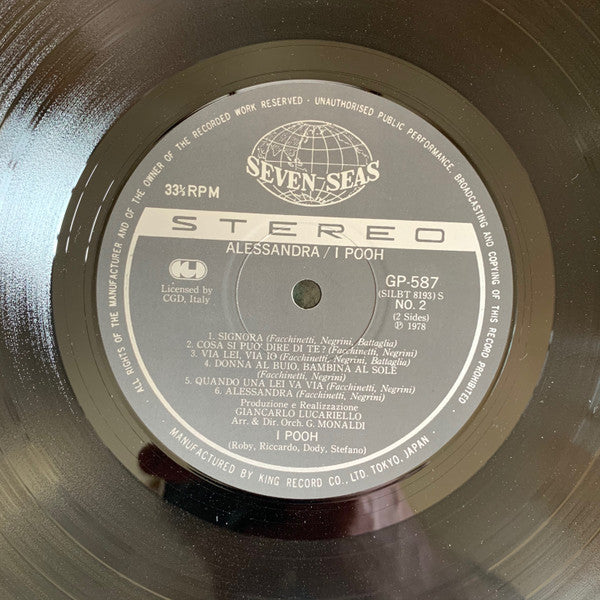 ALL RIGHTS OF THE MANUFACTURER AND OF THE OWNER OF THE RECORDED WORK RESERVED · UNAUTHORISED PUBLIC PERFORMANCE, BROADCASTING AND COPYING OF THIS RECORD PROHIBITED ·
SEVEN-SEAS
33⅓ RPM
STEREO
ALESSANDRA / I POOH
Licensed by
CGD, Italy
GP-587
(SILBT 8193) S
NO. 2
(2 Sides)
Ⓟ 1978
1. SIGNORA (Facchinetti, Negrini, Battaglia)
2. COSA SI PUO' DIRE DI TE? (Facchinetti, Negrini)
3. VIA LEI, VIA IO (Facchinetti, Negrini, Battaglia)
4. DONNA AL BUIO, BAMBINA AL SOLE
(Facchinetti, Negrini)
5. QUANDO UNA LEI VA VIA (Facchinetti, Negrini)
6. ALESSANDRA (Facchinetti, Negrini)
Produzione e Realizzazione
GIANCARLO LUCARIELLO
Arr. & Dir. Orch. G. MONALDI
I POOH
(Roby, Riccardo, Dody, Stefano)
MANUFACTURED BY KING RECORD CO., LTD. TOKYO, JAPAN